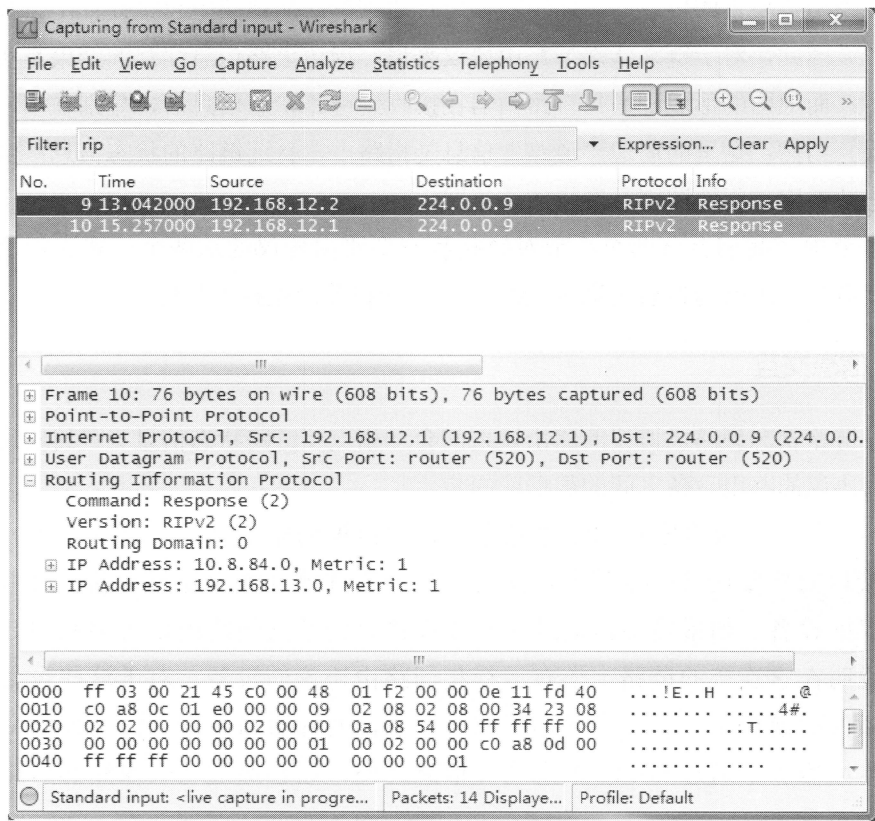 Capturing from Standard input - Wireshark
File Edit View Go Capture Analyze Statistics Telephony Tools Help
Filter: rip Expression... Clear Apply
No. Time Source Destination Protocol Info
9 13.042000 192.168.12.2 224.0.0.9 RIPv2 Response
10 15.257000 192.168.12.1 224.0.0.9 RIPv2 Response
Frame 10: 76 bytes on wire (608 bits), 76 bytes captured (608 bits)
Point-to-Point Protocol
Internet Protocol, Src: 192.168.12.1 (192.168.12.1), Dst: 224.0.0.9 (224.0.0.
User Datagram Protocol, Src Port: router (520), Dst Port: router (520)
Routing Information Protocol
Command: Response (2)
Version: RIPv2 (2)
Routing Domain: 0
IP Address: 10.8.84.0, Metric: 1
IP Address: 192.168.13.0, Metric: 1
0000 ff 03 00 21 45 c0 00 48 01 f2 00 00 0e 11 fd 40 ...!E..H .......@
0010 c0 a8 0c 01 e0 00 00 09 02 08 02 08 00 34 23 08 ........ .....4#.
0020 02 02 00 00 00 02 00 00 0a 08 54 00 ff ff ff 00 ........ ..T.....
0030 00 00 00 00 00 00 00 01 00 02 00 00 c0 a8 0d 00 ........ ........
0040 ff ff ff 00 00 00 00 00 00 00 00 01 ........ ....
Standard input: <live capture in progre... Packets: 14 Displaye... Profile: Default